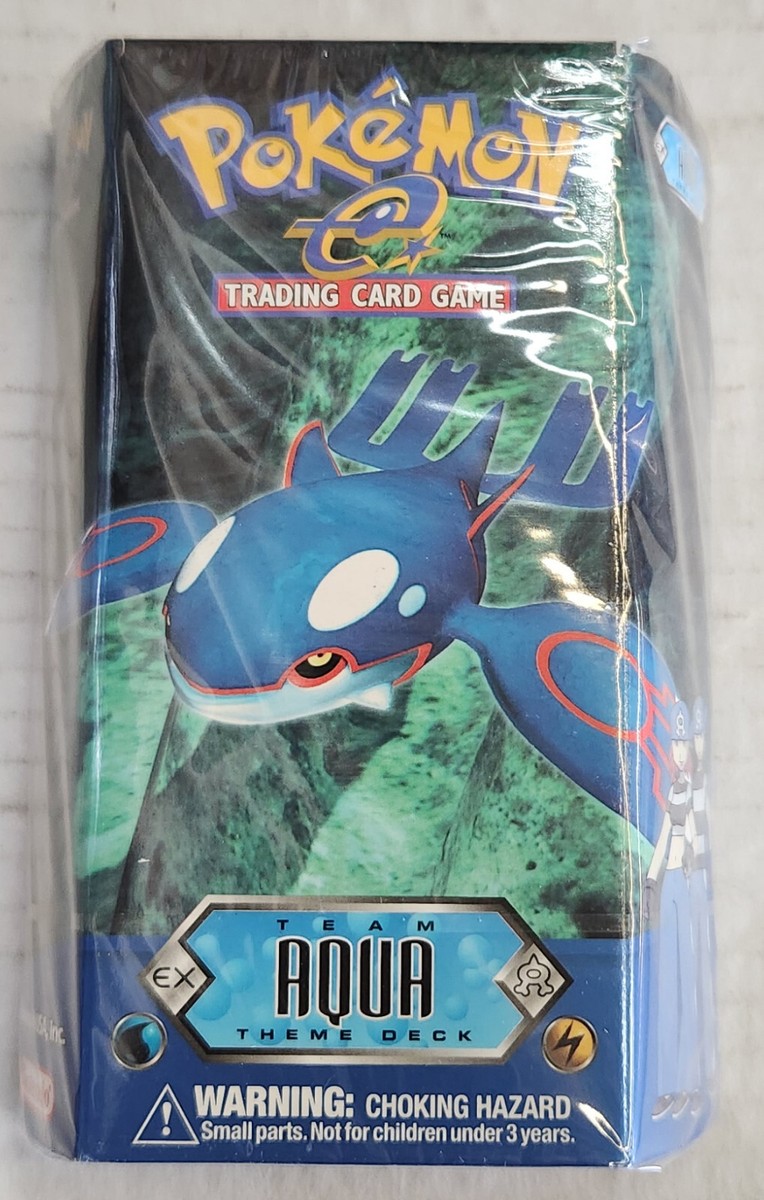 POKéMON
e
TM
TRADING CARD GAME
TEAM
EX
AQUA
THEME DECK
WARNING: CHOKING HAZARD
Small parts. Not for children under 3 years.